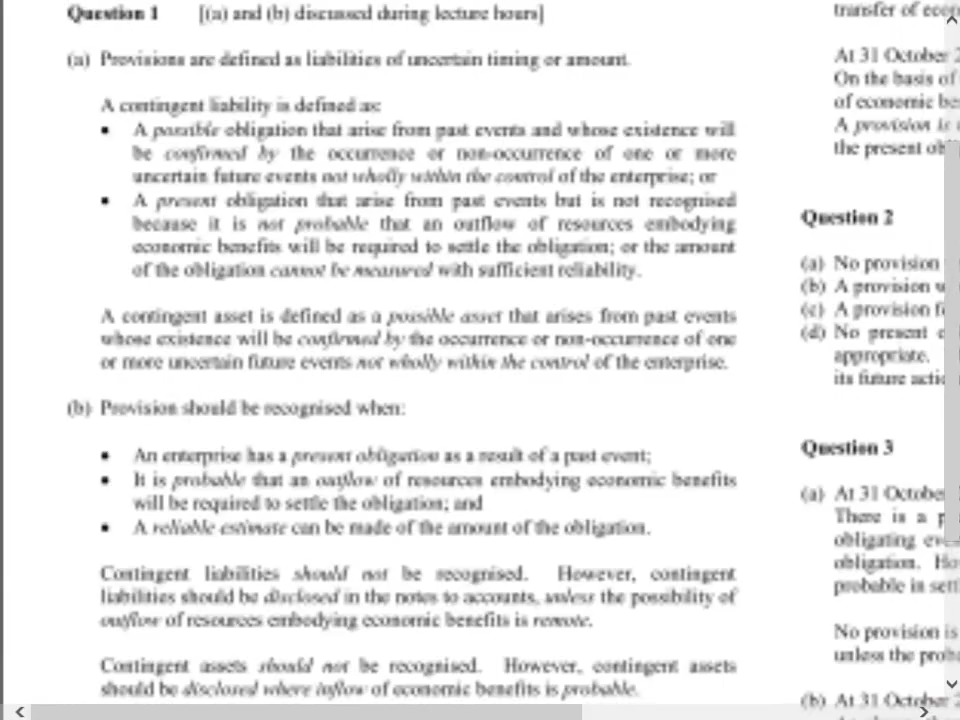 Question 1 [(a) and (b) discussed during lecture hours]
(a) Provisions are defined as liabilities of uncertain timing or amount.
A contingent liability is defined as:
• A possible obligation that arise from past events and whose existence will
be confirmed by the occurrence or non-occurrence of one or more
uncertain future events not wholly within the control of the enterprise; or
• A present obligation that arise from past events but is not recognised
because it is not probable that an outflow of resources embodying
economic benefits will be required to settle the obligation; or the amount
of the obligation cannot be measured with sufficient reliability.
A contingent asset is defined as a possible asset that arises from past events
whose existence will be confirmed by the occurrence or non-occurrence of one
or more uncertain future events not wholly within the control of the enterprise.
(b) Provision should be recognised when:
• An enterprise has a present obligation as a result of a past event;
• It is probable that an outflow of resources embodying economic benefits
will be required to settle the obligation; and
• A reliable estimate can be made of the amount of the obligation.
Contingent liabilities should not be recognised. However, contingent
liabilities should be disclosed in the notes to accounts, unless the possibility of
outflow of resources embodying economic benefits is remote.
Contingent assets should not be recognised. However, contingent assets
should be disclosed where inflow of economic benefits is probable.
transfer of
At 31 October
On the basis of
of economic
A provision is
the present
Question 2
(a) No provision
(b) A provision
(c) A provision
(d) No present
appropriate.
its future
Question 3
(a) At 31 October
There is a
obligating
obligation.
probable in
No provision is
unless the
(b) At 31 October